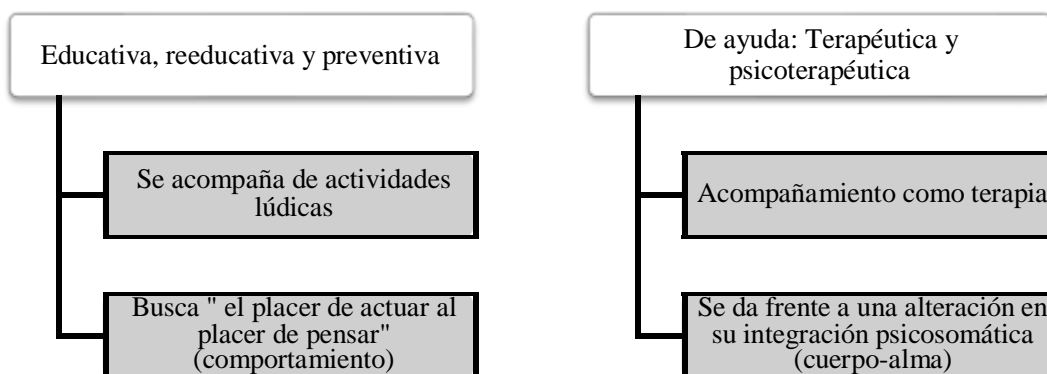 Educativa, reeducativa y preventiva
Se acompaña de actividades
lúdicas
Busca " el placer de actuar al
placer de pensar"
(comportamiento)
De ayuda: Terapéutica y
psicoterapéutica
Acompañamiento como terapia
Se da frente a una alteración en
su integración psicosomática
(cuerpo-alma)